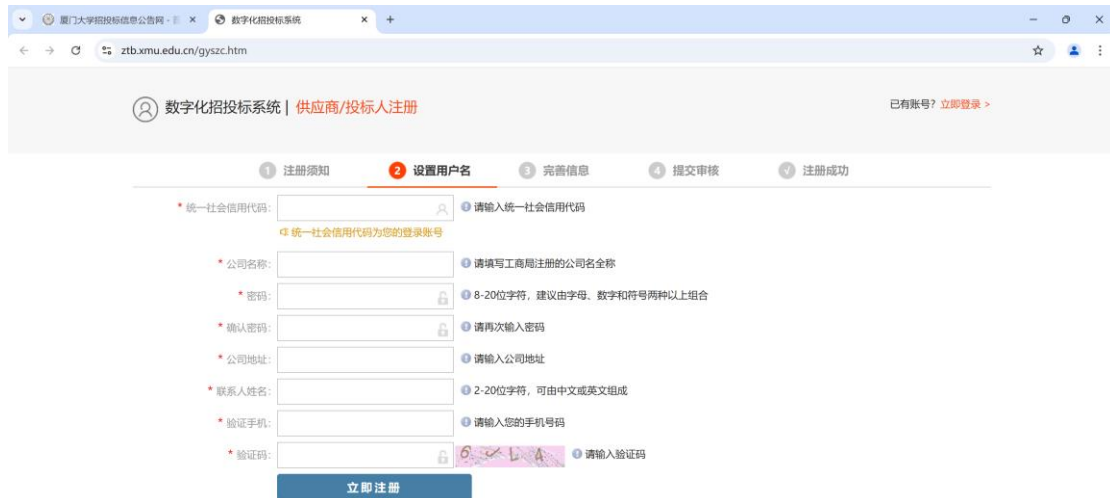 厦门大学招投标信息公告网 -
数字化招投标系统
ztb.xmu.edu.cn/gyszc.htm
数字化招投标系统 | 供应商/投标人注册
已有账号? 立即登录 >
1 注册须知
2 设置用户名
3 完善信息
4 提交审核
√ 注册成功
* 统一社会信用代码:
请输入统一社会信用代码
统一社会信用代码为您的登录账号
* 公司名称:
请填写工商局注册的公司名全称
* 密码:
8-20位字符，建议由字母、数字和符号两种以上组合
* 确认密码:
请再次输入密码
* 公司地址:
请输入公司地址
* 联系人姓名:
2-20位字符，可由中文或英文组成
* 验证手机:
请输入您的手机号码
* 验证码:
请输入验证码
立即注册